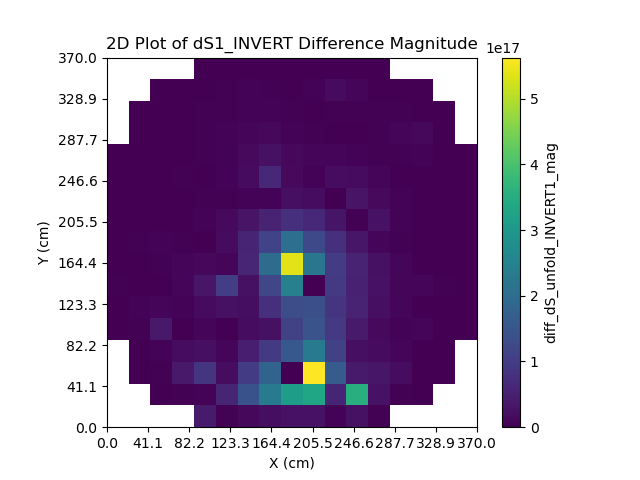 2D Plot of dS1_INVERT Difference Magnitude
1e17
370.0
328.9
287.7
246.6
205.5
164.4
123.3
82.2
41.1
0.0
Y (cm)
0.0 41.1 82.2 123.3 164.4 205.5 246.6 287.7 328.9 370.0
X (cm)
5
4
3
2
1
0
diff_dS_unfold_INVERT1_mag